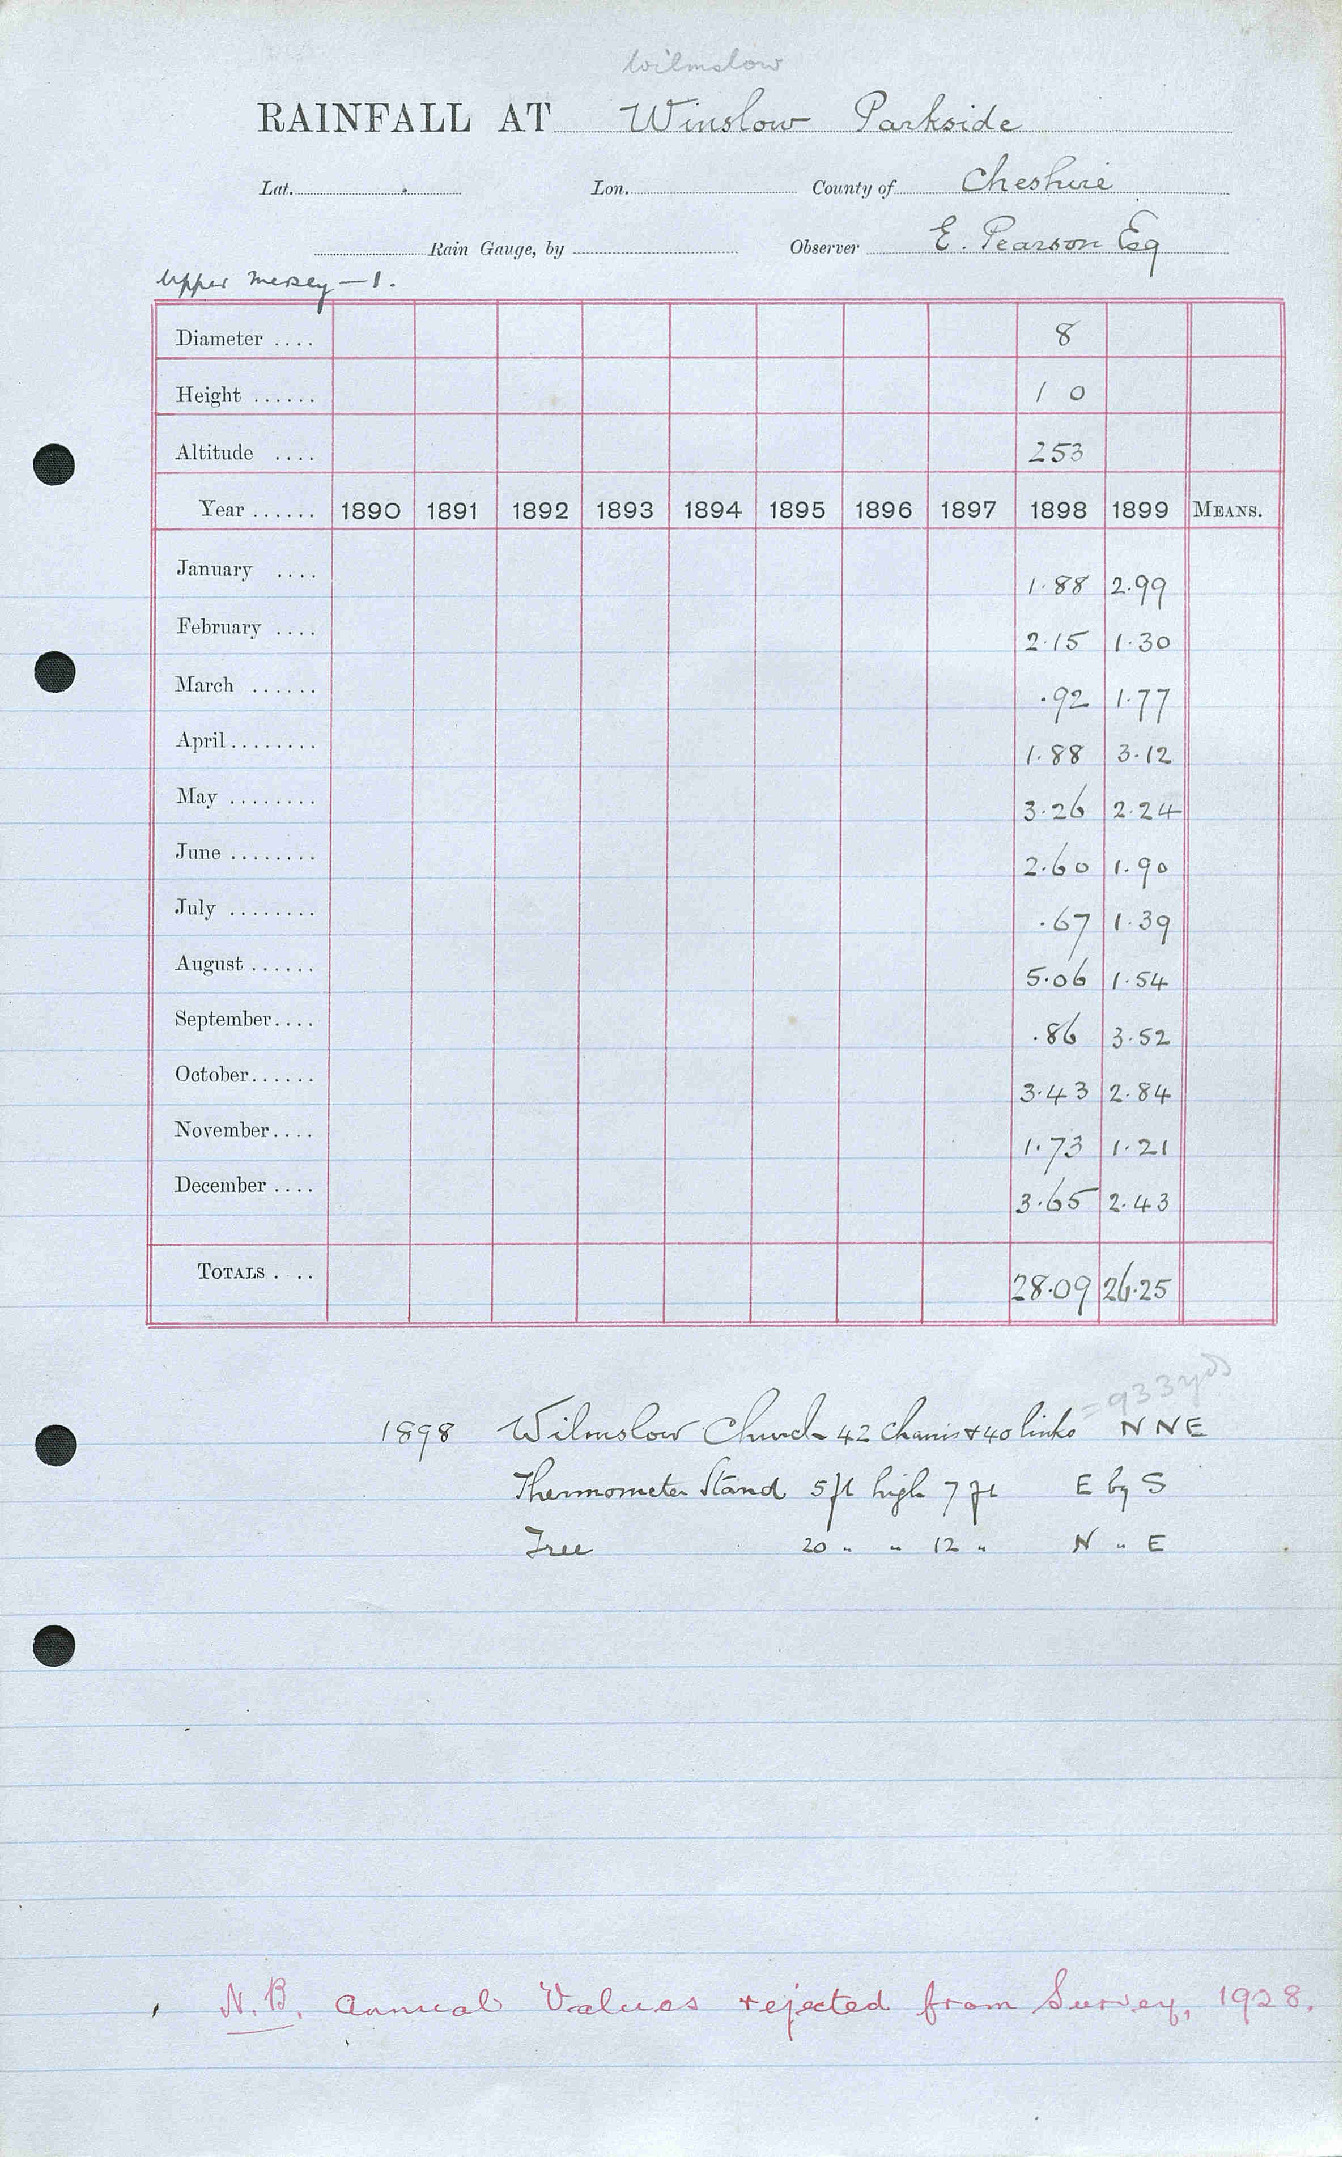 Wilmslow
RAINFALL AT Winslow Parkside
Lat. Lon. County of Cheshire
Rain Gauge, by Observer E. Pearson Esq
Upper Mersey – 1.
Diameter .... 8
Height ...... 1 0
Altitude .... 253
Year ...... 1890 1891 1892 1893 1894 1895 1896 1897 1898 1899 MEANS.
January .... 1.88 2.99
February .... 2.15 1.30
March ...... .92 1.77
April........ 1.88 3.12
May ........ 3.26 2.24
June ........ 2.60 1.90
July ........ .67 1.39
August ...... 5.06 1.54
September.... .86 3.52
October...... 3.43 2.84
November.... 1.73 1.21
December .... 3.65 2.43
TOTALS . .. 28.09 26.25
= 933 yds
1898 Wilmslow Church 42 chains + 40 links N N E
Thermometer Stand 5 ft high 7 ft E by S
Tree 20 " " 12 " N " E
N.B. Annual Values rejected from Survey, 1928.